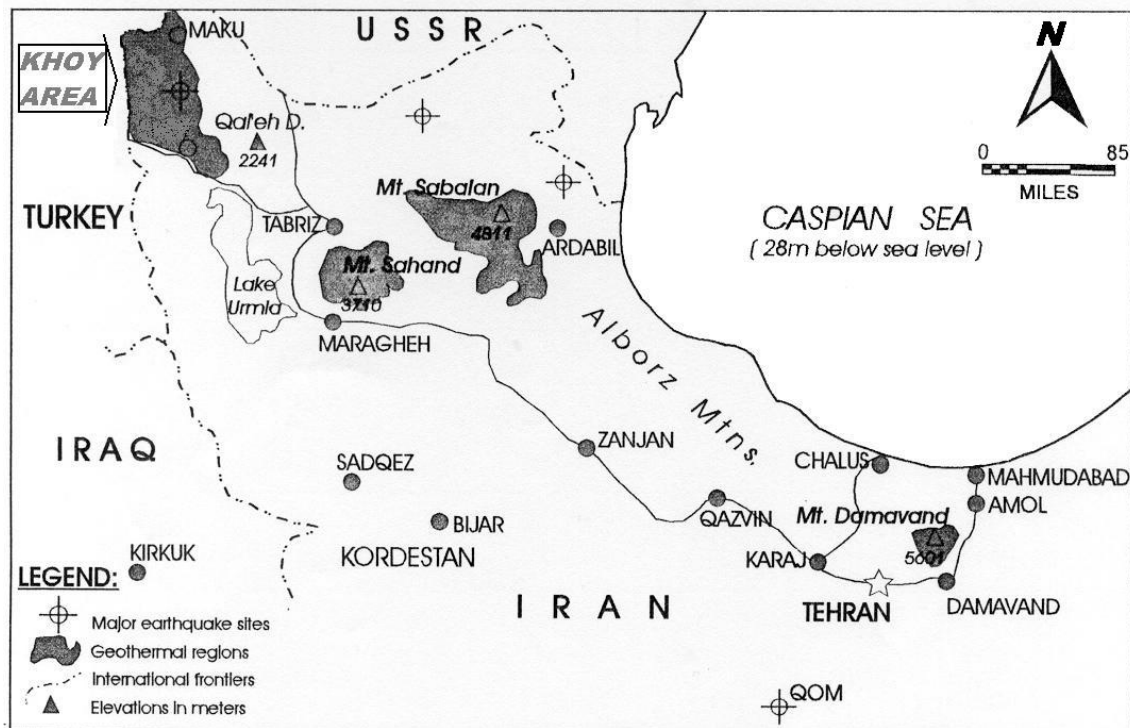 MAKU
USSR
N
KHOY
AREA
Qal'eh D.
2241
0 85
MILES
Mt. Sabalan
4811
TURKEY
TABRIZ
ARDABIL
CASPIAN SEA
( 28m below sea level )
Mt. Sahand
3710
Lake
Urmia
MARAGHEH
Alborz Mtns.
IRAQ
ZANJAN
SADQEZ
CHALUS
MAHMUDABAD
AMOL
BIJAR
QAZVIN
Mt. Damavand
KORDESTAN
5601
KIRKUK
KARAJ
LEGEND:
IRAN
TEHRAN
DAMAVAND
Major earthquake sites
Geothermal regions
International frontiers
Elevations in meters
QOM